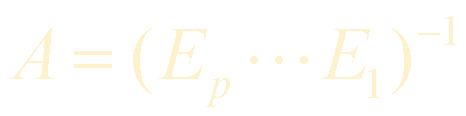 A = (E_p ⋯ E_1)^{-1}